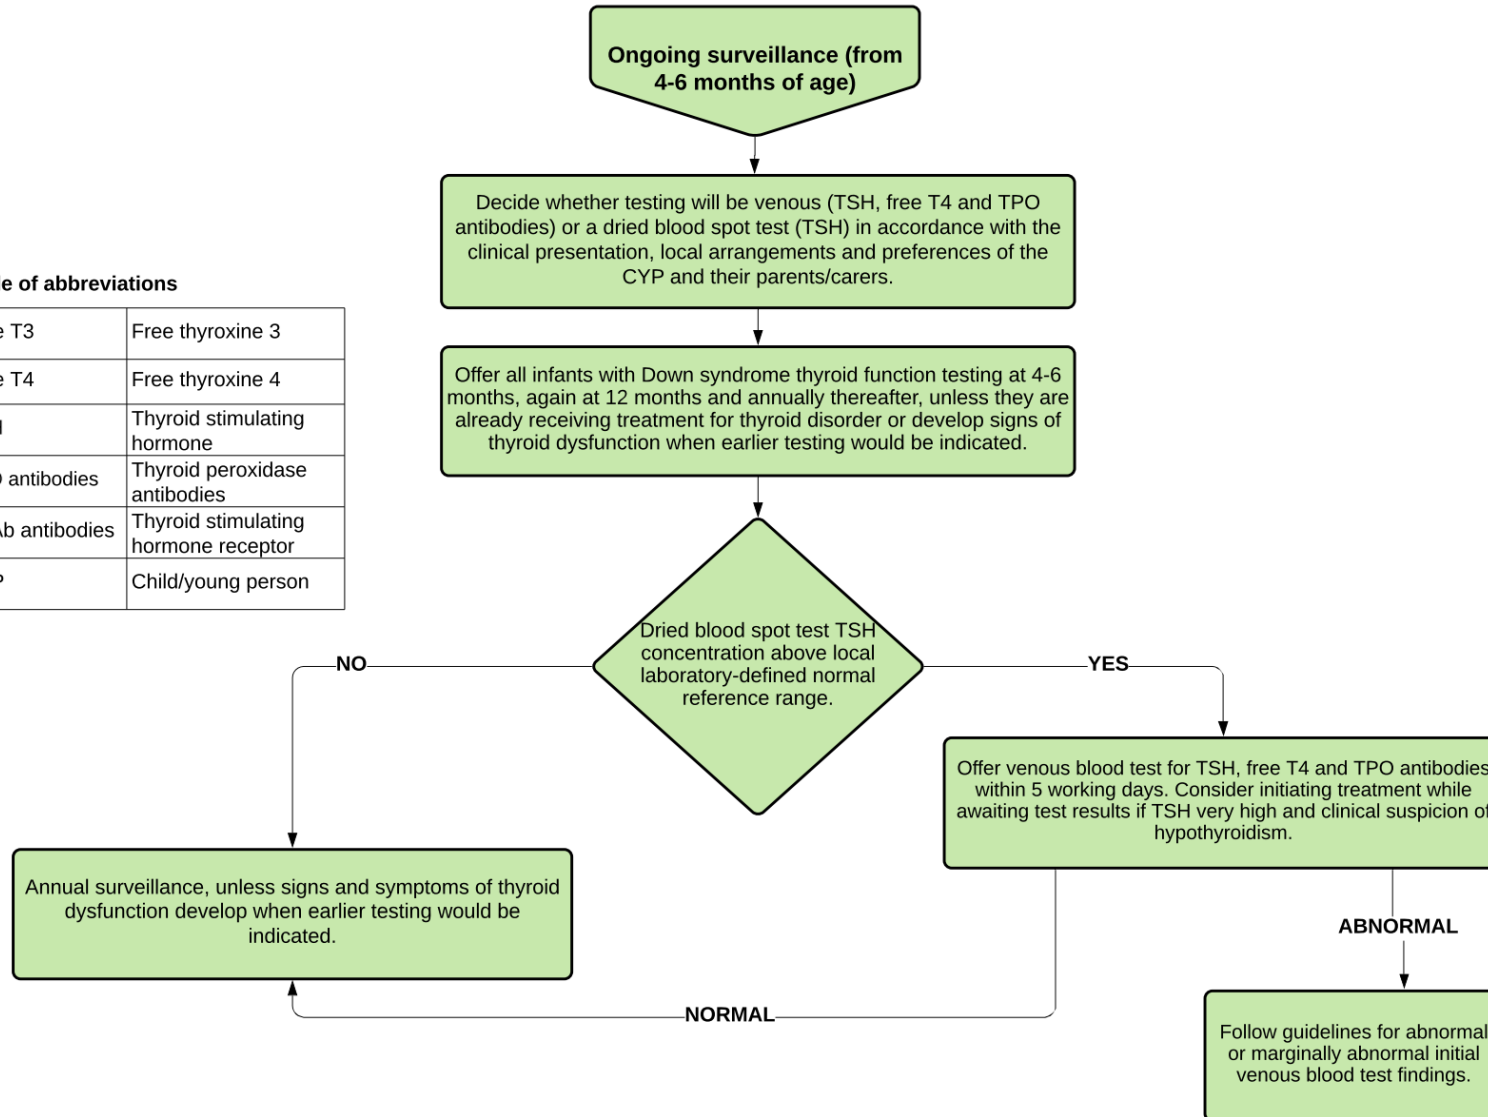 Ongoing surveillance (from
4-6 months of age)
Decide whether testing will be venous (TSH, free T4 and TPO
antibodies) or a dried blood spot test (TSH) in accordance with the
clinical presentation, local arrangements and preferences of the
CYP and their parents/carers.
of abbreviations
T3
Free thyroxine 3
T4
Free thyroxine 4
Thyroid stimulating
hormone
antibodies
Thyroid peroxidase
antibodies
antibodies
Thyroid stimulating
hormone receptor
Child/young person
Offer all infants with Down syndrome thyroid function testing at 4-6
months, again at 12 months and annually thereafter, unless they are
already receiving treatment for thyroid disorder or develop signs of
thyroid dysfunction when earlier testing would be indicated.
Dried blood spot test TSH
concentration above local
laboratory-defined normal
reference range.
NO
YES
Offer venous blood test for TSH, free T4 and TPO antibodies
within 5 working days. Consider initiating treatment while
awaiting test results if TSH very high and clinical suspicion of
hypothyroidism.
Annual surveillance, unless signs and symptoms of thyroid
dysfunction develop when earlier testing would be
indicated.
ABNORMAL
NORMAL
Follow guidelines for abnormal
or marginally abnormal initial
venous blood test findings.